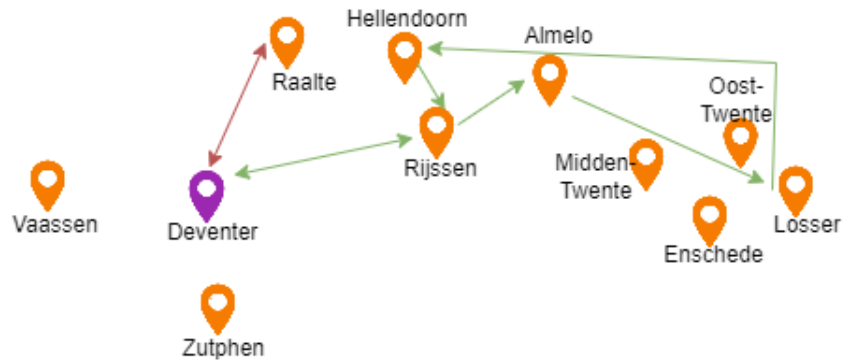 Hellendoorn
Almelo
Raalte
Oost-
Twente
Rijssen
Midden-
Twente
Vaassen
Deventer
Enschede
Losser
Zutphen